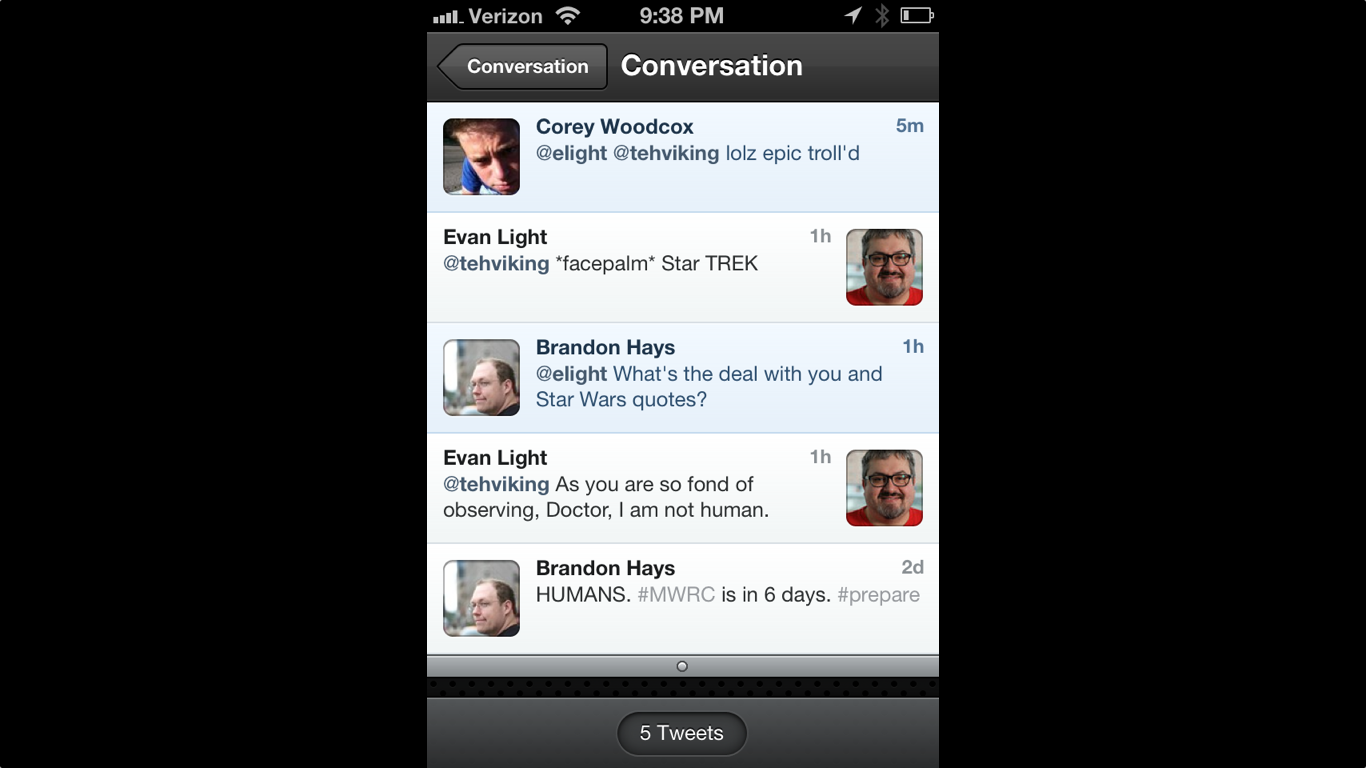 Verizon 9:38 PM
Conversation Conversation
Corey Woodcox 5m
@elight @tehviking lolz epic troll'd
Evan Light 1h
@tehviking *facepalm* Star TREK
Brandon Hays 1h
@elight What's the deal with you and
Star Wars quotes?
Evan Light 1h
@tehviking As you are so fond of
observing, Doctor, I am not human.
Brandon Hays 2d
HUMANS. #MWRC is in 6 days. #prepare
5 Tweets